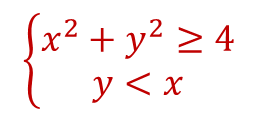 x² + y² ≥ 4
y < x